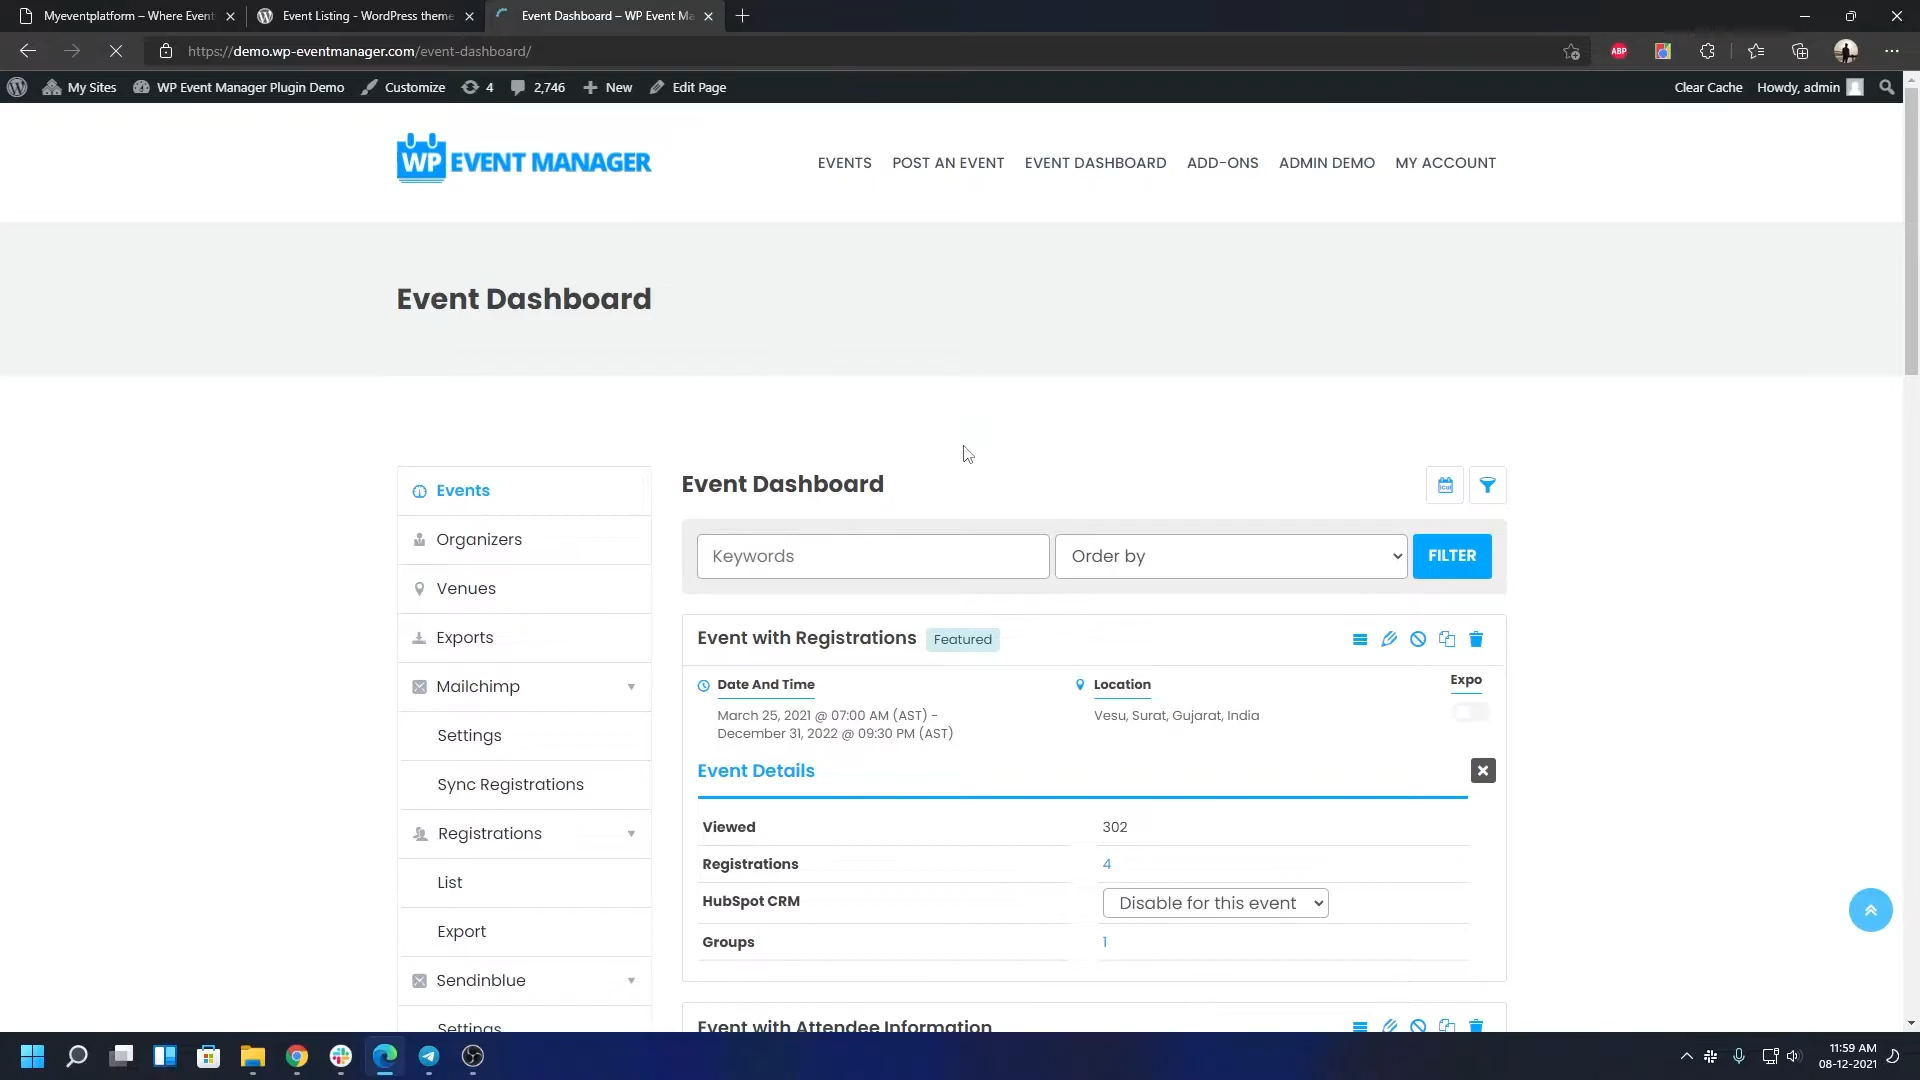 Myeventplatform – Where Event
Event Listing - WordPress theme
Event Dashboard – WP Event Ma
https://demo.wp-eventmanager.com/event-dashboard/
ABP
My Sites
WP Event Manager Plugin Demo
Customize
4
2,746
New
Edit Page
Clear Cache
Howdy, admin
WP EVENT MANAGER
EVENTS
POST AN EVENT
EVENT DASHBOARD
ADD-ONS
ADMIN DEMO
MY ACCOUNT
Event Dashboard
Events
Organizers
Venues
Exports
Mailchimp
Settings
Sync Registrations
Registrations
List
Export
Sendinblue
Settings
Event Dashboard
Keywords
Order by
FILTER
Event with Registrations
Featured
Date And Time
March 25, 2021 @ 07:00 AM (AST) -
December 31, 2022 @ 09:30 PM (AST)
Location
Vesu, Surat, Gujarat, India
Expo
Event Details
Viewed
302
Registrations
4
HubSpot CRM
Disable for this event
Groups
1
Event with Attendee Information
11:59 AM
08-12-2021